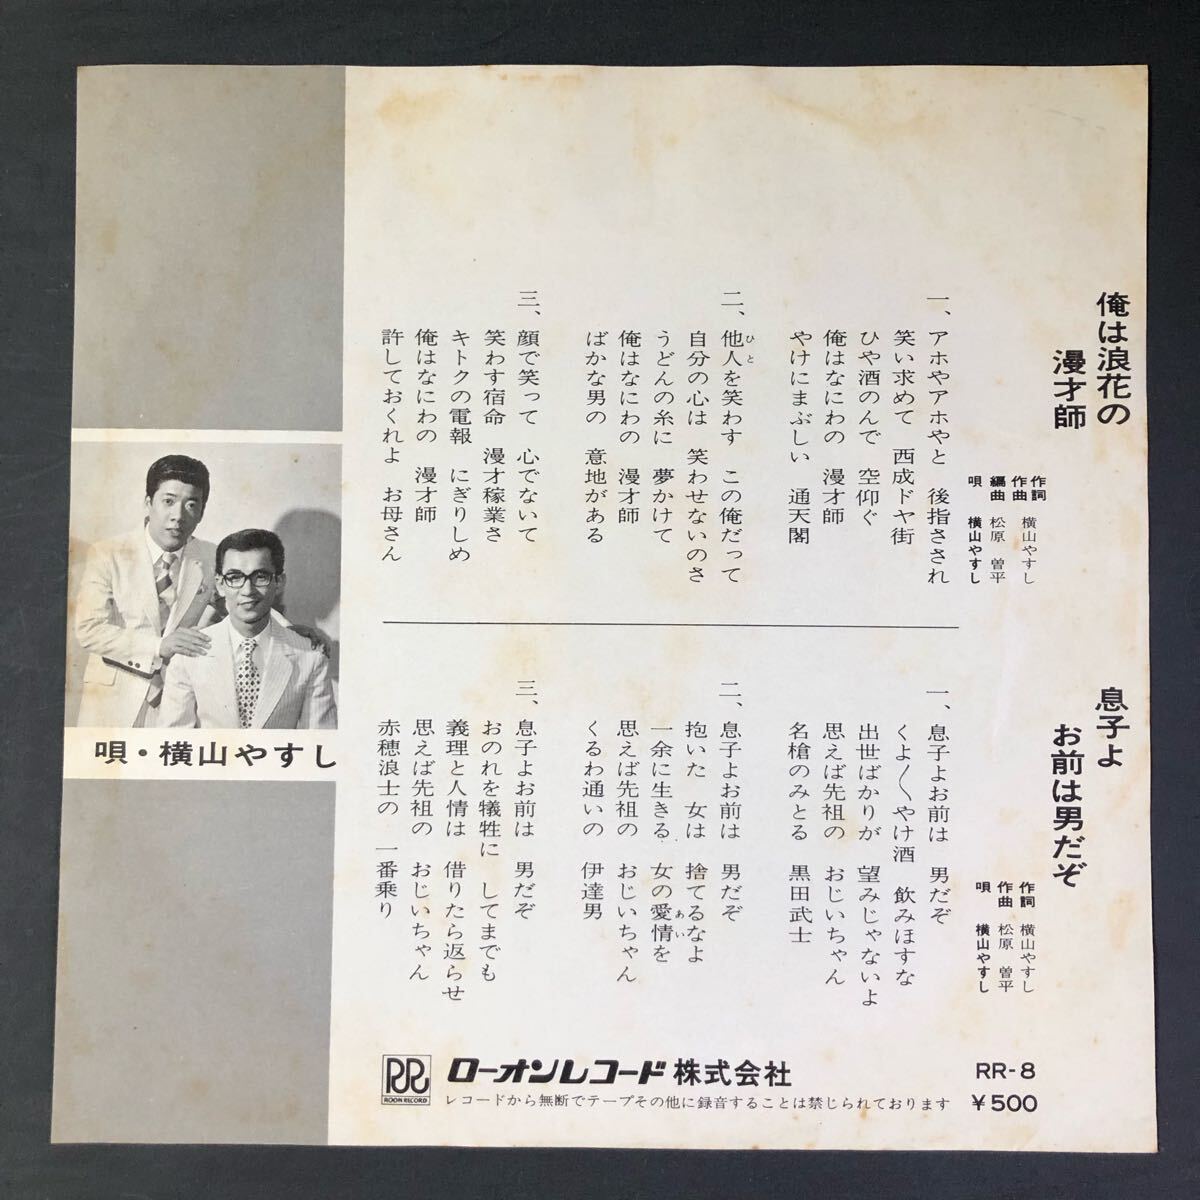 俺は浪花の
漫才師
作詞
作曲 横山やすし
編曲 松原 曽平
唄 横山やすし
一、アホやアホやと 後指さされ
笑い求めて 西成ドヤ街
ひや酒のんで 空仰ぐ
俺はなにわの 漫才師
やけにまぶしい 通天閣
二、他人を笑わす この俺だって
ひと
自分の心は 笑わせないのさ
うどんの糸に 夢かけて
俺はなにわの 漫才師
ばかな男の 意地がある
三、顔で笑って 心でないて
笑わす宿命 漫才稼業さ
キトクの電報 にぎりしめ
俺はなにわの 漫才師
許しておくれよ お母さん
息子よ
お前は男だぞ
作詞 横山やすし
作曲 松原 曽平
唄 横山やすし
一、息子よお前は 男だぞ
くよ〳〵やけ酒 飲みほすな
出世ばかりが 望みじゃないよ
思えば先祖の おじいちゃん
名槍のみとる 黒田武士
二、息子よお前は 男だぞ
抱いた 女は 捨てるなよ
一余に生きる 女の愛情を
あい
思えば先祖の おじいちゃん
くるわ通いの 伊達男
三、息子よお前は 男だぞ
おのれを犠牲に してまでも
義理と人情は 借りたら返らせ
思えば先祖の おじいちゃん
赤穂浪士の 一番乗り
唄・横山やすし
RR
ROON RECORD
ローオンレコード株式会社
レコードから無断でテープその他に録音することは禁じられております
RR-8
¥500